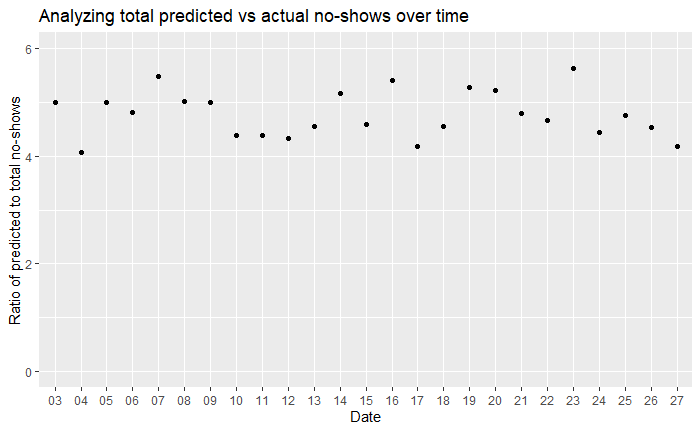 Analyzing total predicted vs actual no-shows over time
Ratio of predicted to total no-shows
6
4
2
0
03 04 05 06 07 08 09 10 11 12 13 14 15 16 17 18 19 20 21 22 23 24 25 26 27
Date